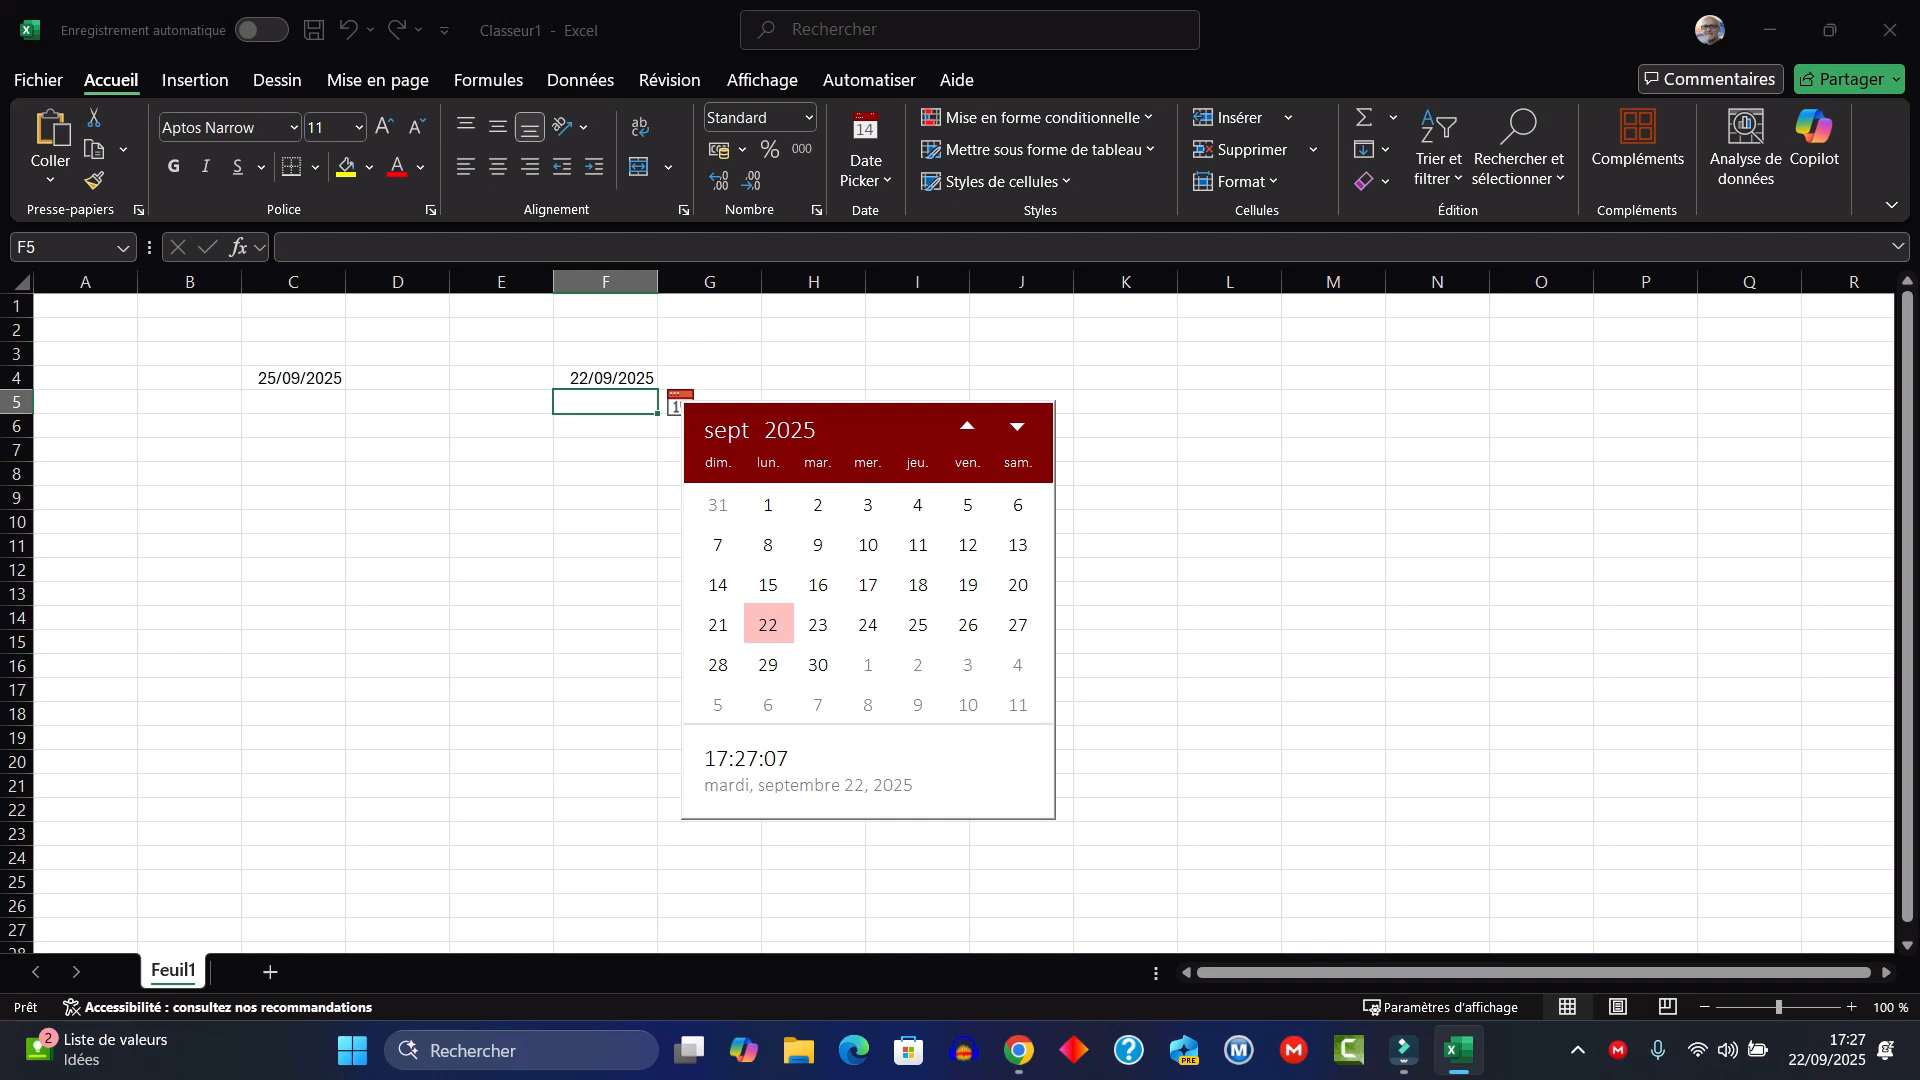 Enregistrement automatique
Classeur1 - Excel
Rechercher
Fichier Accueil Insertion Dessin Mise en page Formules Données Révision Affichage Automatiser Aide
Commentaires
Partager
Coller
Presse-papiers
Aptos Narrow
11
G I S
Police
ab
Alignement
Standard
% 000
Nombre
14
Date
Picker
Date
Mise en forme conditionnelle
Mettre sous forme de tableau
Styles de cellules
Styles
Insérer
Supprimer
Format
Cellules
Trier et
filtrer
Rechercher et
sélectionner
Édition
Compléments
Compléments
Analyse de
données
Copilot
F5
fx
A B C D E F G H I J K L M N O P Q R
1
2
3
4 25/09/2025 22/09/2025
5
6
7
8
9
10
11
12
13
14
15
16
17
18
19
20
21
22
23
24
25
26
27
28
sept 2025
dim. lun. mar. mer. jeu. ven. sam.
31 1 2 3 4 5 6
7 8 9 10 11 12 13
14 15 16 17 18 19 20
21 22 23 24 25 26 27
28 29 30 1 2 3 4
5 6 7 8 9 10 11
17:27:07
mardi, septembre 22, 2025
Feuil1
Prêt
Accessibilité : consultez nos recommandations
Paramètres d'affichage
100 %
2
Liste de valeurs
Idées
Rechercher
PRE
17:27
22/09/2025